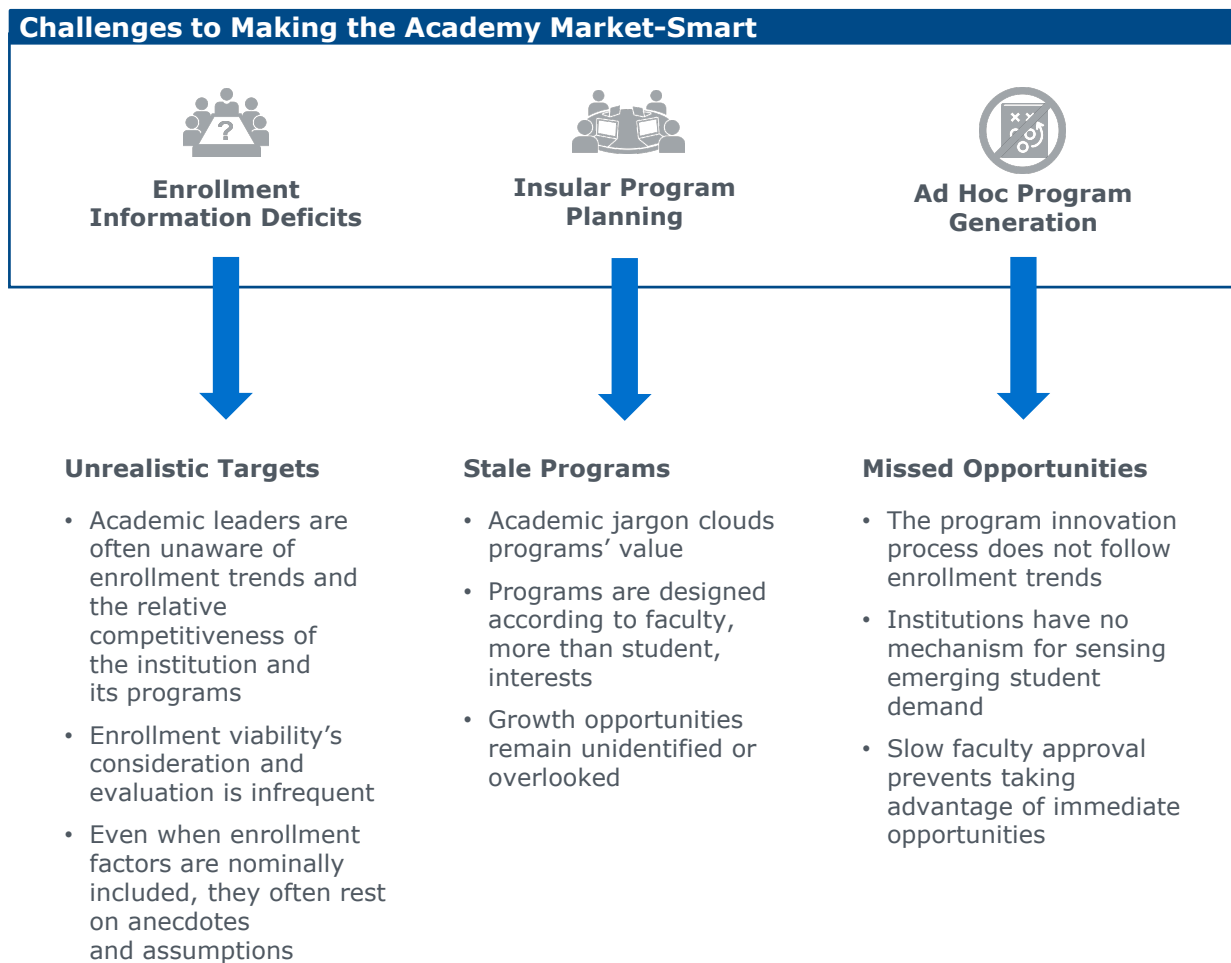 Challenges to Making the Academy Market-Smart
?
Enrollment
Information Deficits
Insular Program
Planning
Ad Hoc Program
Generation
Unrealistic Targets
• Academic leaders are
often unaware of
enrollment trends and
the relative
competitiveness of
the institution and
its programs
• Enrollment viability’s
consideration and
evaluation is infrequent
• Even when enrollment
factors are nominally
included, they often rest
on anecdotes
and assumptions
Stale Programs
• Academic jargon clouds
programs’ value
• Programs are designed
according to faculty,
more than student,
interests
• Growth opportunities
remain unidentified or
overlooked
Missed Opportunities
• The program innovation
process does not follow
enrollment trends
• Institutions have no
mechanism for sensing
emerging student
demand
• Slow faculty approval
prevents taking
advantage of immediate
opportunities